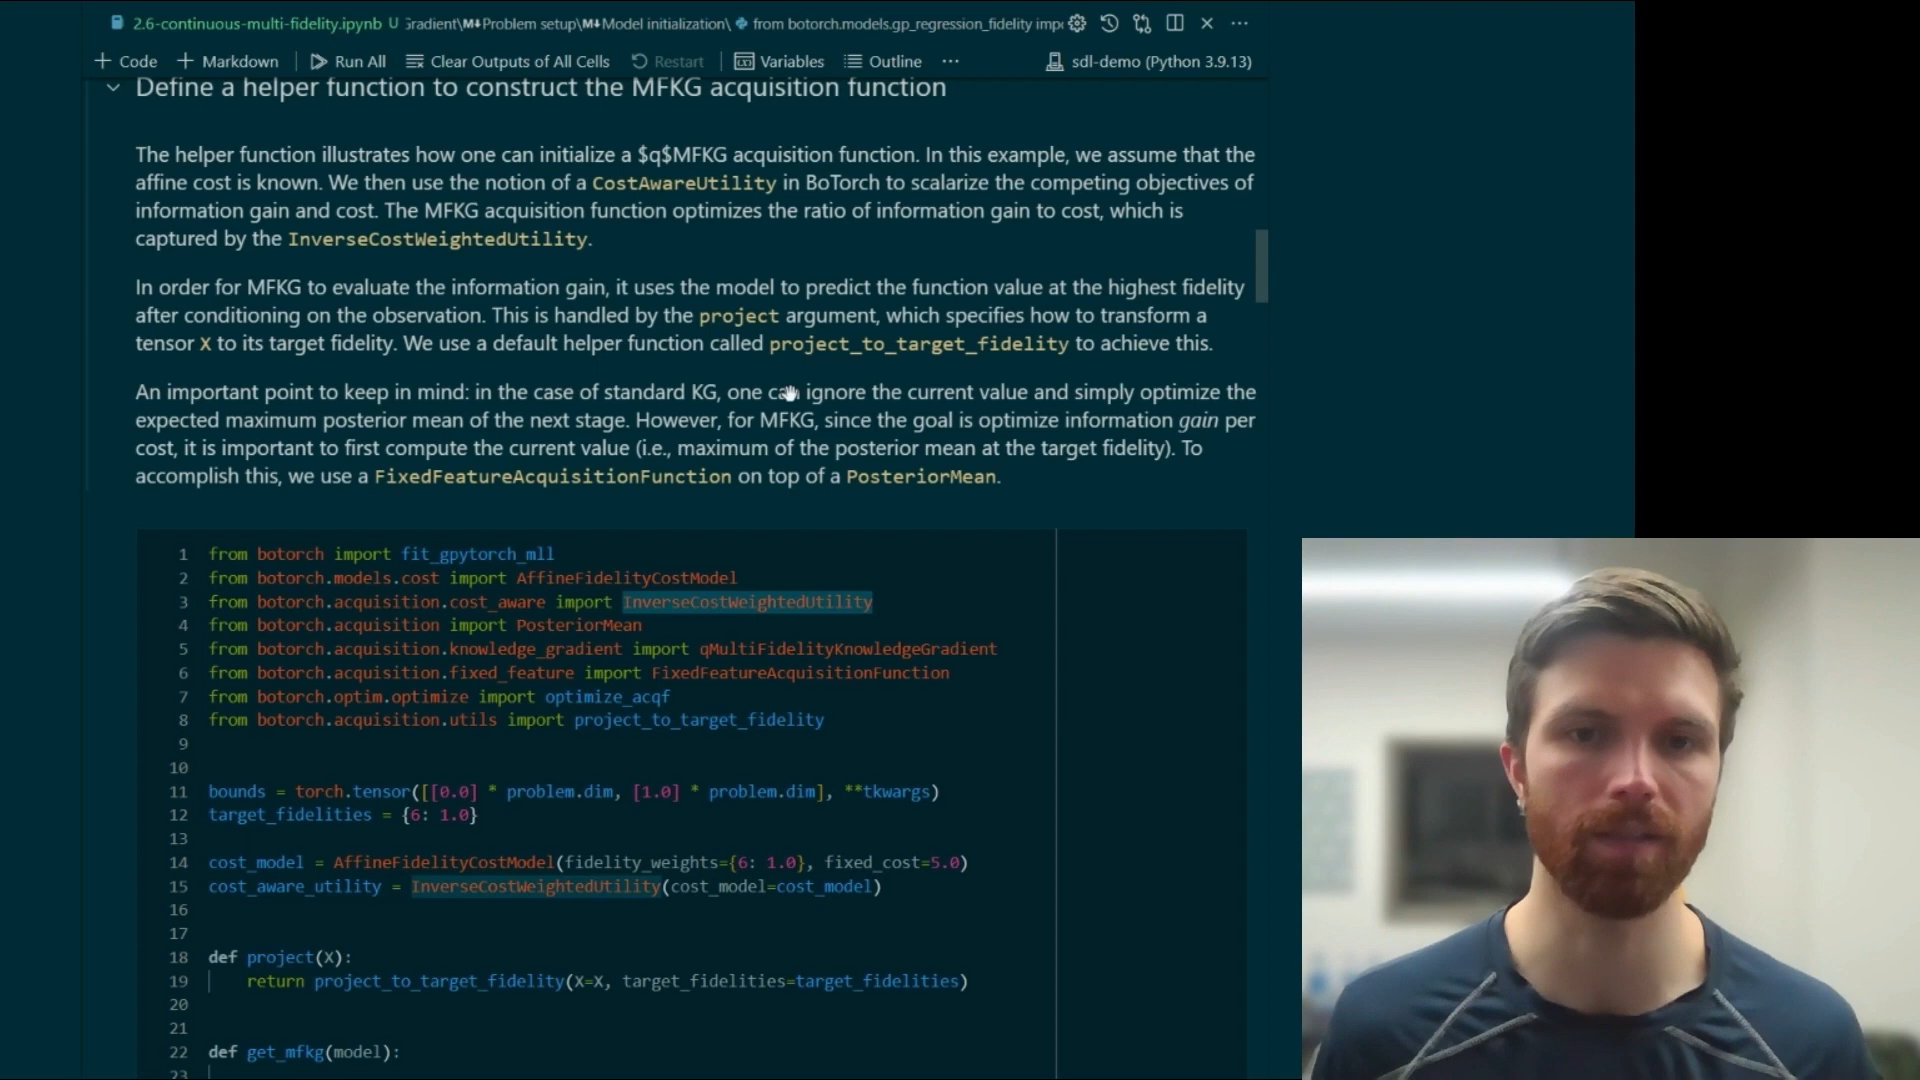 2.6-continuous-multi-fidelity.ipynb U Gradient\M↓Problem setup\M↓Model initialization\ from botorch.models.gp_regression_fidelity impo
Code Markdown Run All Clear Outputs of All Cells Restart Variables Outline ... sdl-demo (Python 3.9.13)
Define a helper function to construct the MFKG acquisition function
The helper function illustrates how one can initialize a $q$MFKG acquisition function. In this example, we assume that the
affine cost is known. We then use the notion of a CostAwareUtility in BoTorch to scalarize the competing objectives of
information gain and cost. The MFKG acquisition function optimizes the ratio of information gain to cost, which is
captured by the InverseCostWeightedUtility.
In order for MFKG to evaluate the information gain, it uses the model to predict the function value at the highest fidelity
after conditioning on the observation. This is handled by the project argument, which specifies how to transform a
tensor X to its target fidelity. We use a default helper function called project_to_target_fidelity to achieve this.
An important point to keep in mind: in the case of standard KG, one can ignore the current value and simply optimize the
expected maximum posterior mean of the next stage. However, for MFKG, since the goal is optimize information gain per
cost, it is important to first compute the current value (i.e., maximum of the posterior mean at the target fidelity). To
accomplish this, we use a FixedFeatureAcquisitionFunction on top of a PosteriorMean.
1 from botorch import fit_gpytorch_mll
2 from botorch.models.cost import AffineFidelityCostModel
3 from botorch.acquisition.cost_aware import InverseCostWeightedUtility
4 from botorch.acquisition import PosteriorMean
5 from botorch.acquisition.knowledge_gradient import qMultiFidelityKnowledgeGradient
6 from botorch.acquisition.fixed_feature import FixedFeatureAcquisitionFunction
7 from botorch.optim.optimize import optimize_acqf
8 from botorch.acquisition.utils import project_to_target_fidelity
9
10
11 bounds = torch.tensor([[0.0] * problem.dim, [1.0] * problem.dim], **tkwargs)
12 target_fidelities = {6: 1.0}
13
14 cost_model = AffineFidelityCostModel(fidelity_weights={6: 1.0}, fixed_cost=5.0)
15 cost_aware_utility = InverseCostWeightedUtility(cost_model=cost_model)
16
17
18 def project(X):
19 return project_to_target_fidelity(X=X, target_fidelities=target_fidelities)
20
21
22 def get_mfkg(model):
23